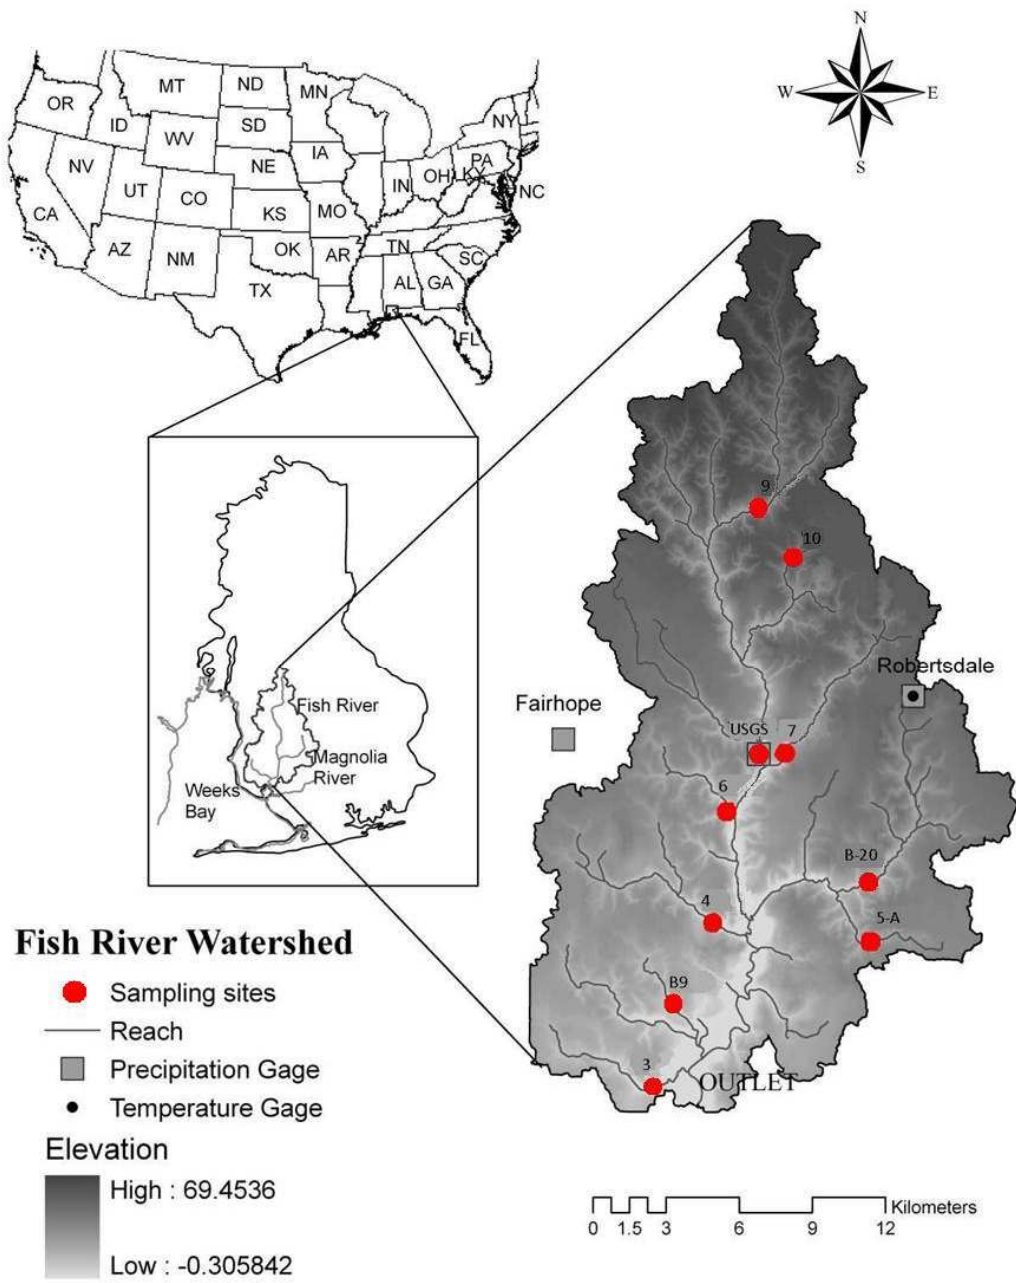 N
W
E
S
OR
MT
ND
MN
ID
WV
SD
NY
NV
NE
IA
PA
UT
CO
IN
OH
KY
NC
CA
KS
MO
AZ
NM
OK
AR
TN
SC
TX
AL
GA
FL
Fish River
Magnolia
River
Weeks
Bay
9
10
Robertsdale
Fairhope
USGS
7
6
B-20
4
5-A
B9
3
OUTLET
Fish River Watershed
Sampling sites
Reach
Precipitation Gage
Temperature Gage
Elevation
High : 69.4536
Low : -0.305842
Kilometers
0 1.5 3 6 9 12